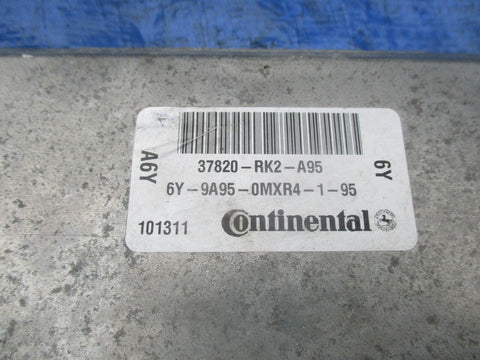 A6Y
37820-RK2-A95
6Y-9A95-0MXR4-1-95
6Y
101311 Continental